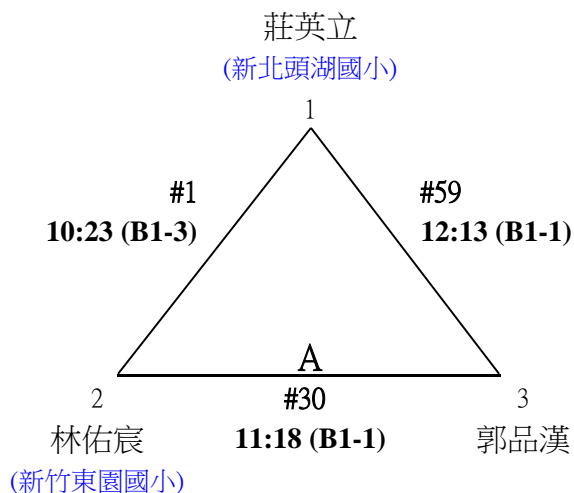 莊英立
(新北頭湖國小)
1
#1
#59
10:23 (B1-3)
12:13 (B1-1)
A
2
#30
3
林佑宸
11:18 (B1-1)
郭品漢
(新竹東園國小)